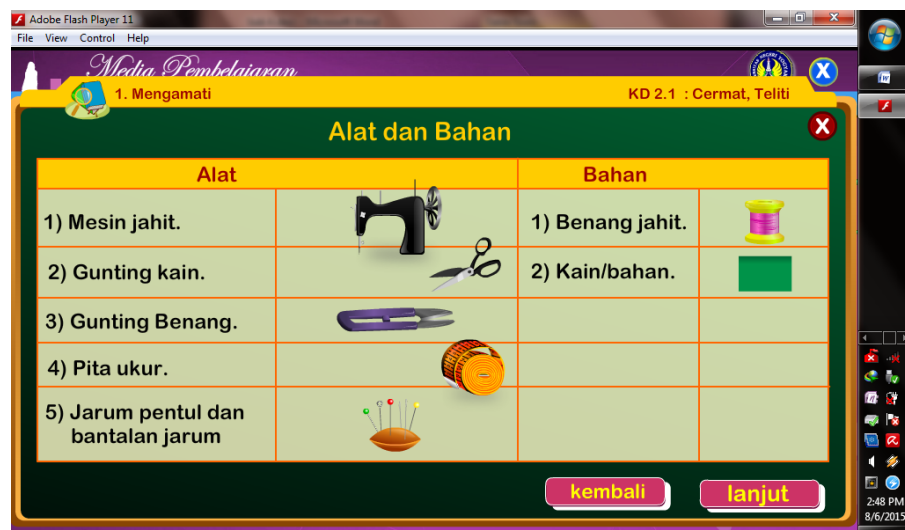 Adobe Flash Player 11
File View Control Help
Media Pembelajaran
1. Mengamati
KD 2.1 : Cermat, Teliti
Alat dan Bahan
Alat
Bahan
1) Mesin jahit.
1) Benang jahit.
2) Gunting kain.
2) Kain/bahan.
3) Gunting Benang.
4) Pita ukur.
5) Jarum pentul dan
bantalan jarum
kembali
lanjut
2:48 PM
8/6/2015